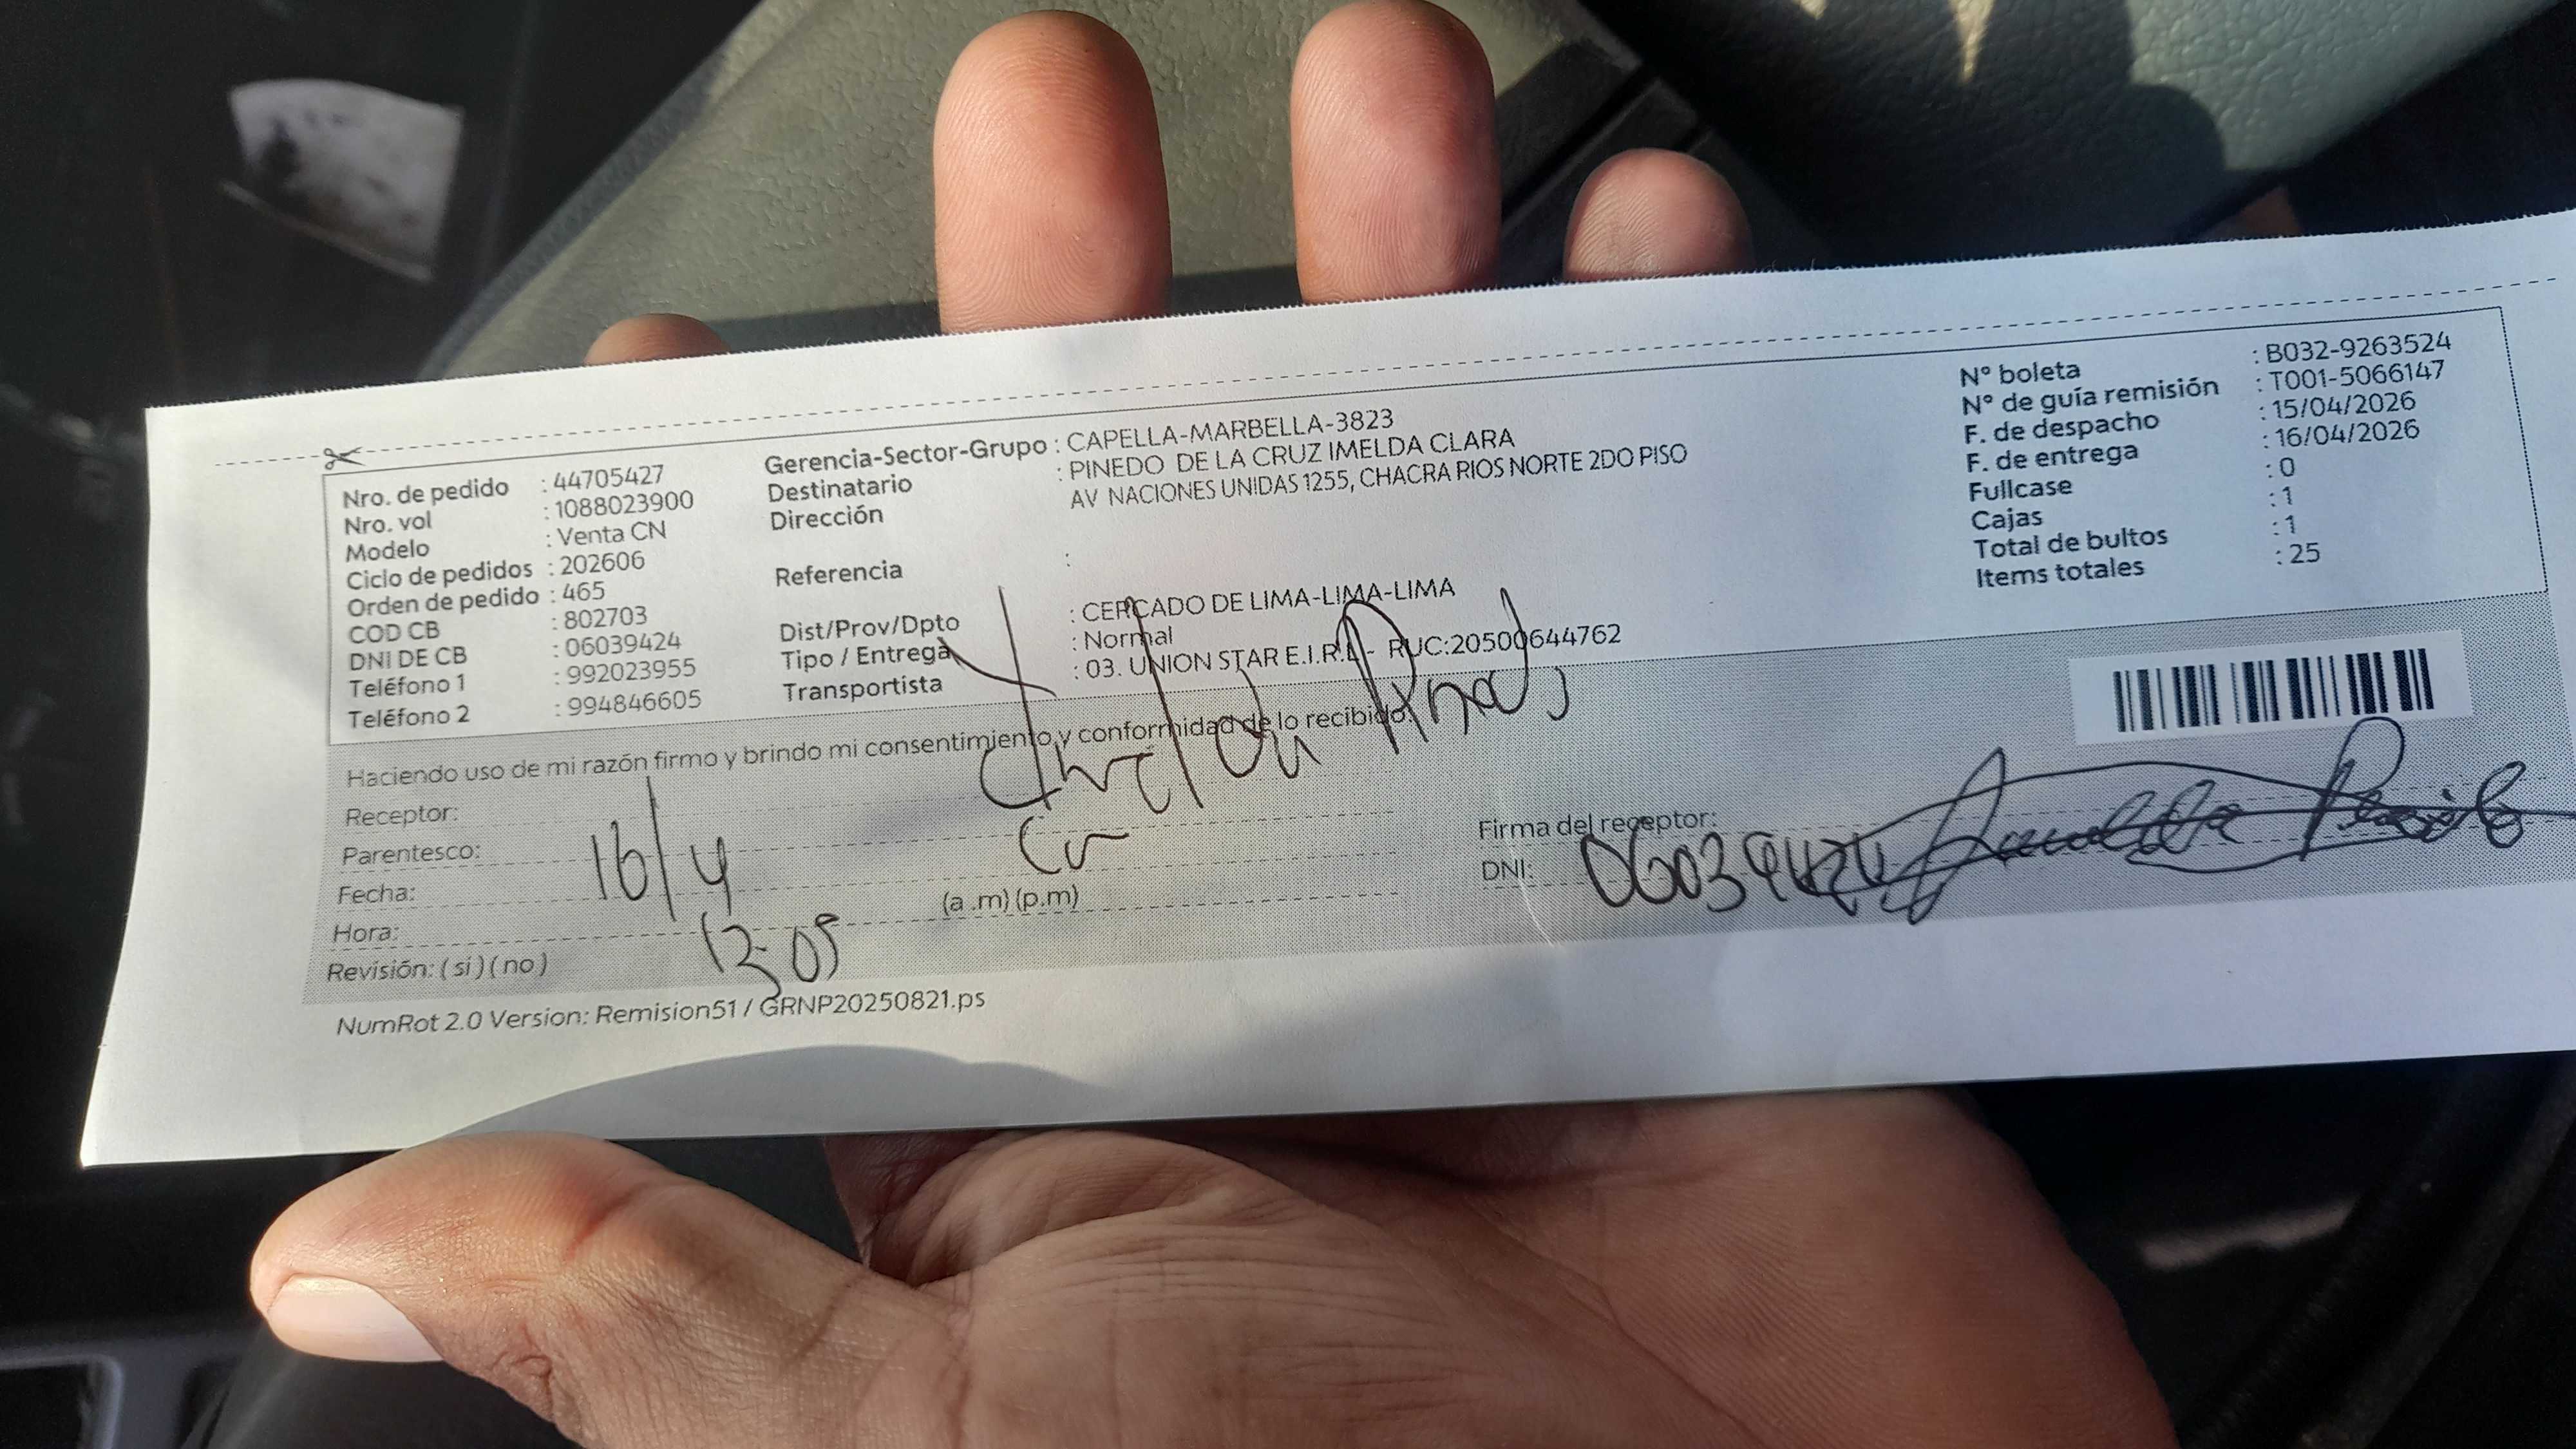 Nro. de pedido : 44705427
Nro. vol : 1088023900
Modelo : Venta CN
Ciclo de pedidos : 202606
Orden de pedido : 465
COD CB : 802703
DNI DE CB : 06039424
Teléfono 1 : 992023955
Teléfono 2 : 994846605
Gerencia-Sector-Grupo : CAPELLA-MARBELLA-3823
Destinatario : PINEDO DE LA CRUZ IMELDA CLARA
Dirección AV NACIONES UNIDAS 1255, CHACRA RIOS NORTE 2DO PISO
Referencia :
Dist/Prov/Dpto : CERCADO DE LIMA-LIMA-LIMA
Tipo / Entrega : Normal
Transportista : 03. UNION STAR E.I.R.L - RUC:20500644762
N° boleta : B032-9263524
N° de guía remisión : T001-5066147
F. de despacho : 15/04/2026
F. de entrega : 16/04/2026
Fullcase : 0
Cajas : 1
Total de bultos : 1
Items totales : 25
Haciendo uso de mi razón firmo y brindo mi consentimiento y conformidad de lo recibido.
Receptor:
Parentesco:
Fecha: 16/4
Hora: 13:05 (a .m) (p.m)
Revisión: ( si ) ( no )
Firma del receptor:
DNI: 06039424
NumRot 2.0 Version: Remision51 / GRNP20250821.ps